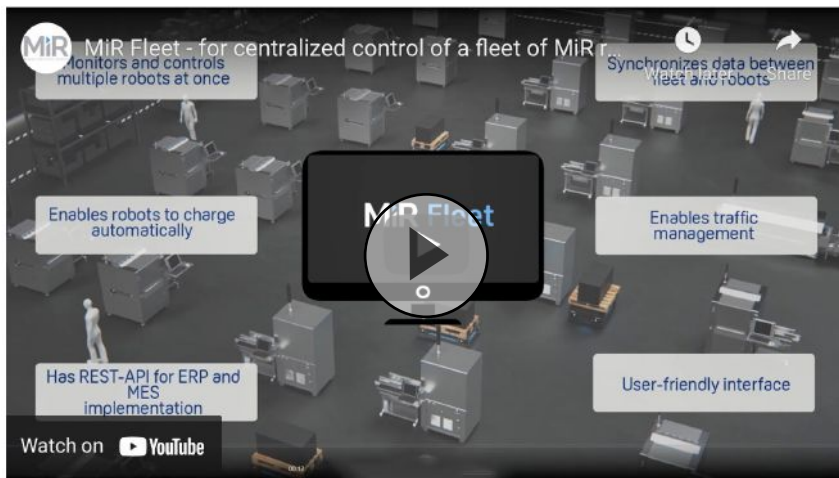 MiR MiR Fleet - for centralized control of a fleet of MiR r...
Monitors and controls
multiple robots at once
Watch later
Share
Synchronizes data between
fleet and robots
Enables robots to charge
automatically
MiR Fleet
Enables traffic
management
Has REST-API for ERP and
MES
implementation
User-friendly interface
Watch on YouTube
00:17